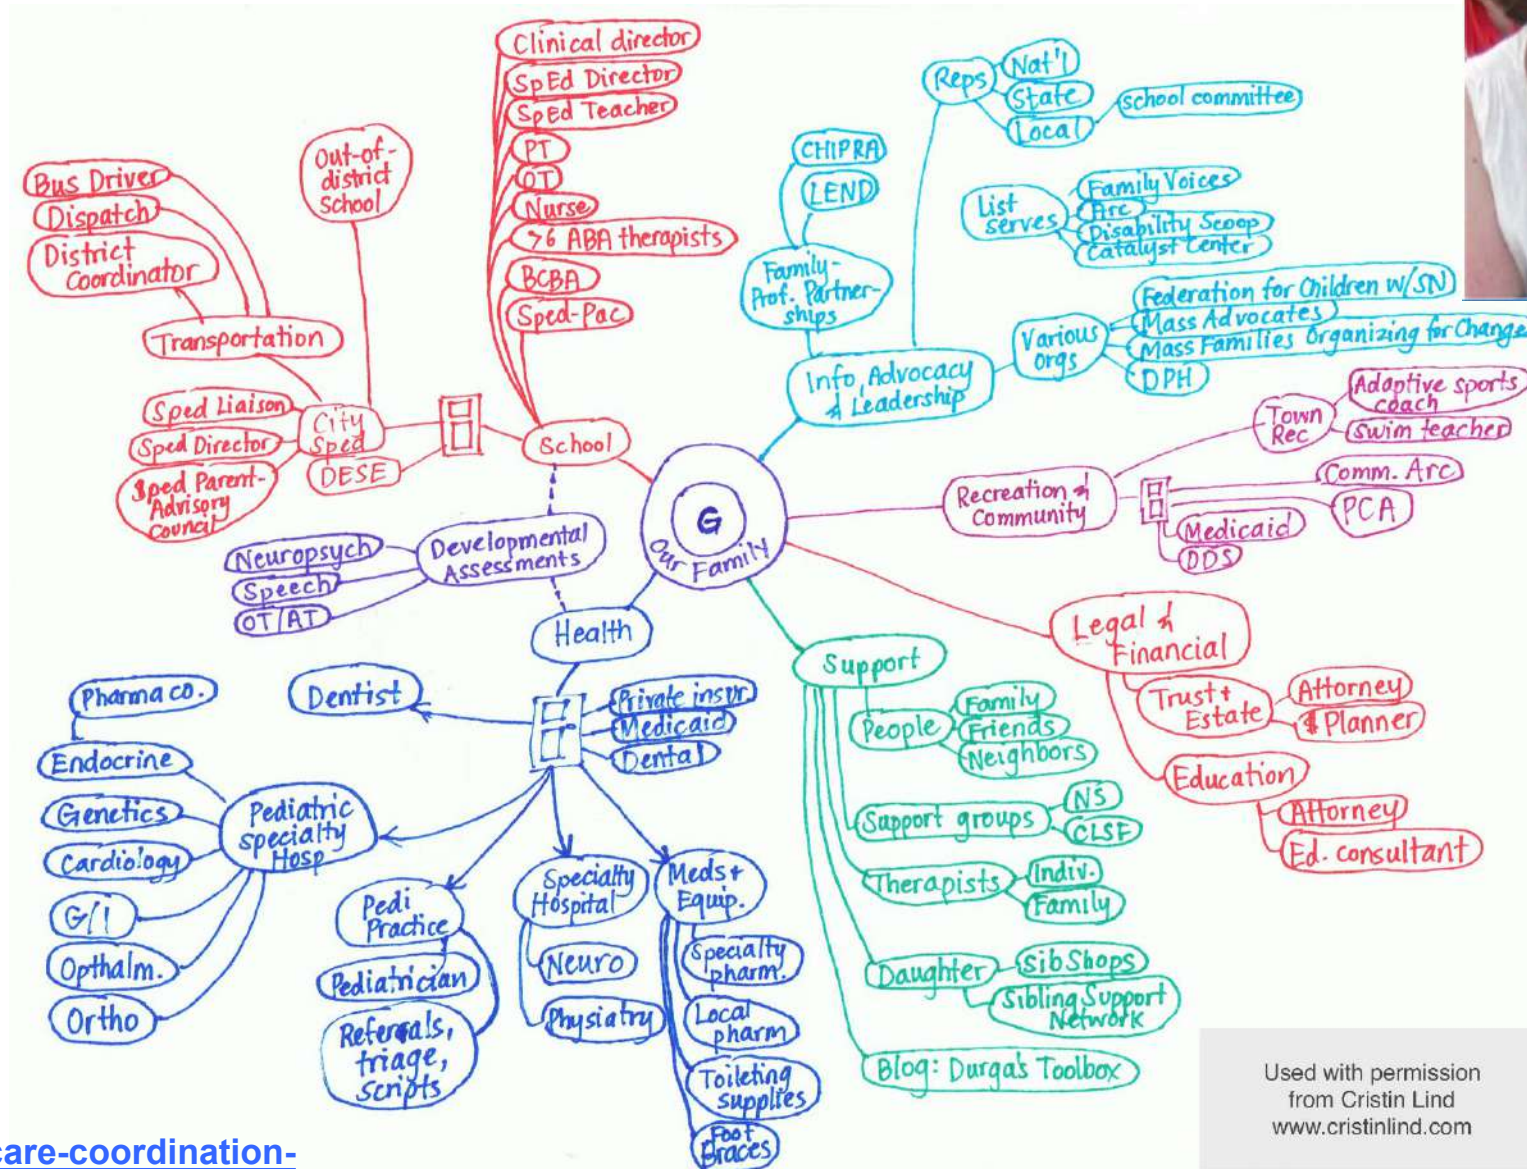 Clinical director
SpEd Director
SpEd Teacher
PT
OT
Nurse
>6 ABA therapists
BCBA
Sped-Pac
Out-of-
district
School
Bus Driver
Dispatch
District
Coordinator
Transportation
Sped Liaison
Sped Director
Sped Parent-
Advisory
Council
City
Sped
DESE
School
Reps
Nat'l
State
Local
School committee
CHIPRA
LEND
List
serves
Family Voices
Arc
Disability Scoop
Catalyst Center
Family-
Prof. Partner-
ships
Various
orgs
Federation for Children w/SN
Mass Advocates
Mass Families Organizing for Change
DPH
Info, Advocacy
& Leadership
Town
Rec
Adaptive sports
coach
Swim teacher
Recreation &
Community
Comm. Arc
PCA
Medicaid
DDS
G
Our Family
Developmental
Assessments
Neuropsych
Speech
OT/AT
Health
Dentist
Private insur.
Medicaid
Dental
Pharma co.
Endocrine
Genetics
Cardiology
G/I
Opthalm.
Ortho
Pediatric
specialty
Hosp
Pedi
Practice
Pediatrician
Referrals,
triage,
scripts
Specialty
Hospital
Neuro
Physiatry
Meds +
Equip.
Specialty
pharm.
Local
pharm
Toileting
supplies
Foot
Braces
Support
People
Family
Friends
Neighbors
Support groups
NS
CLSF
Therapists
Indiv.
Family
Daughter
SibShops
Sibling Support
Network
Blog: Durga's Toolbox
Legal &
Financial
Trust +
Estate
Attorney
$ Planner
Education
Attorney
Ed. consultant
Used with permission
from Cristin Lind
www.cristinlind.com
care-coordination-